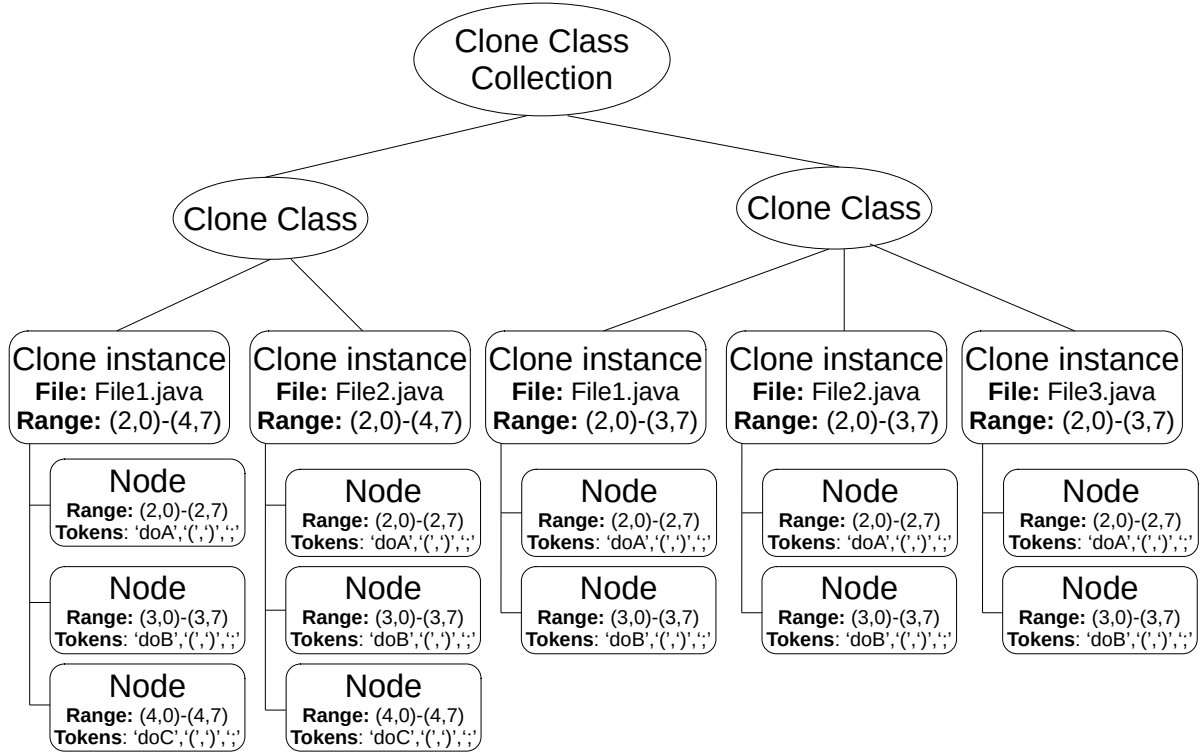 Clone Class
Collection
Clone Class
Clone Class
Clone instance
File: File1.java
Range: (2,0)-(4,7)
Node
Range: (2,0)-(2,7)
Tokens: ‘doA’,‘(’,‘)’,‘;’
Node
Range: (3,0)-(3,7)
Tokens: ‘doB’,‘(’,‘)’,‘;’
Node
Range: (4,0)-(4,7)
Tokens: ‘doC’,‘(’,‘)’,‘;’
Clone instance
File: File2.java
Range: (2,0)-(4,7)
Node
Range: (2,0)-(2,7)
Tokens: ‘doA’,‘(’,‘)’,‘;’
Node
Range: (3,0)-(3,7)
Tokens: ‘doB’,‘(’,‘)’,‘;’
Node
Range: (4,0)-(4,7)
Tokens: ‘doC’,‘(’,‘)’,‘;’
Clone instance
File: File1.java
Range: (2,0)-(3,7)
Node
Range: (2,0)-(2,7)
Tokens: ‘doA’,‘(’,‘)’,‘;’
Node
Range: (3,0)-(3,7)
Tokens: ‘doB’,‘(’,‘)’,‘;’
Clone instance
File: File2.java
Range: (2,0)-(3,7)
Node
Range: (2,0)-(2,7)
Tokens: ‘doA’,‘(’,‘)’,‘;’
Node
Range: (3,0)-(3,7)
Tokens: ‘doB’,‘(’,‘)’,‘;’
Clone instance
File: File3.java
Range: (2,0)-(3,7)
Node
Range: (2,0)-(2,7)
Tokens: ‘doA’,‘(’,‘)’,‘;’
Node
Range: (3,0)-(3,7)
Tokens: ‘doB’,‘(’,‘)’,‘;’